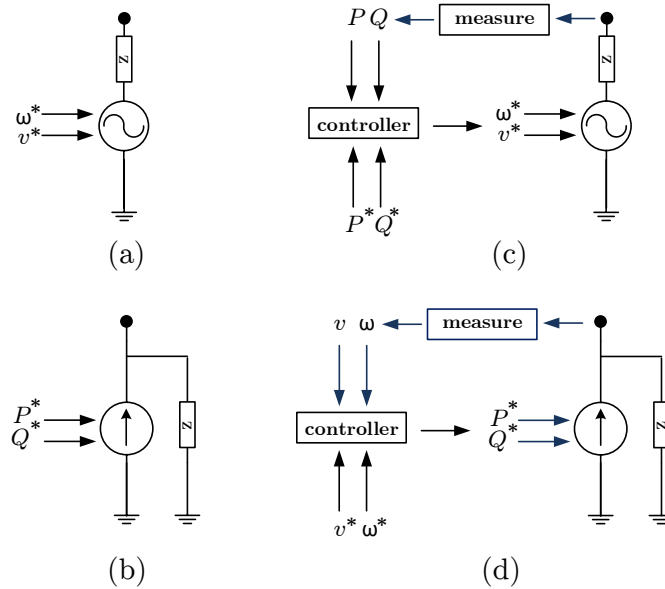 P Q measure
z z
ω*
v*
controller
ω*
v*
P* Q*
(a) (c)
v ω measure
P*
Q*
z
controller
P*
Q*
z
v* ω*
(b) (d)